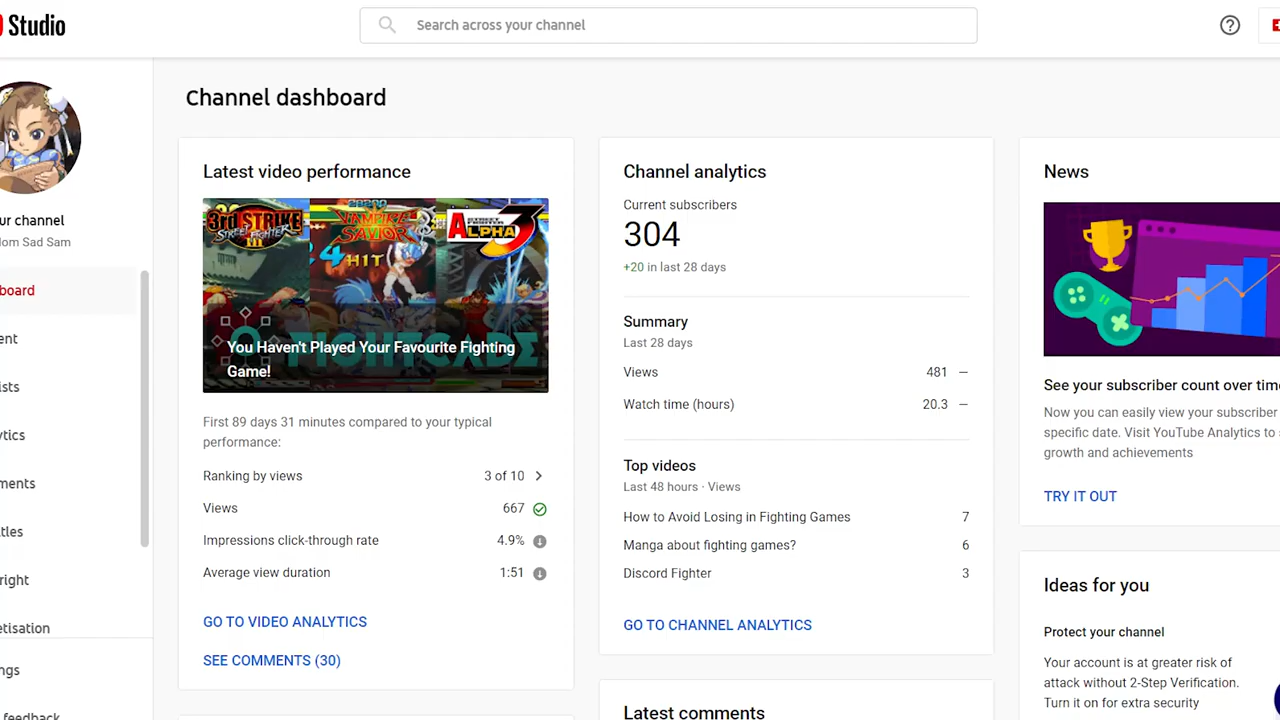 Studio
Search across your channel
Channel dashboard
ur channel
Mom Sad Sam
board
ent
ists
ytics
ments
tles
right
etisation
ngs
feedback
Latest video performance
3rd STRIKE
STREET FIGHTER III
VAMPIRE
SAVIOR
STREET FIGHTER
ALPHA 3
4 HIT
FIGHTCADE
You Haven't Played Your Favourite Fighting
Game!
First 89 days 31 minutes compared to your typical
performance:
Ranking by views 3 of 10
Views 667
Impressions click-through rate 4.9%
Average view duration 1:51
GO TO VIDEO ANALYTICS
SEE COMMENTS (30)
Channel analytics
Current subscribers
304
+20 in last 28 days
Summary
Last 28 days
Views 481 —
Watch time (hours) 20.3 —
Top videos
Last 48 hours · Views
How to Avoid Losing in Fighting Games 7
Manga about fighting games? 6
Discord Fighter 3
GO TO CHANNEL ANALYTICS
Latest comments
News
See your subscriber count over time
Now you can easily view your subscriber
specific date. Visit YouTube Analytics to
growth and achievements
TRY IT OUT
Ideas for you
Protect your channel
Your account is at greater risk of
attack without 2-Step Verification.
Turn it on for extra security